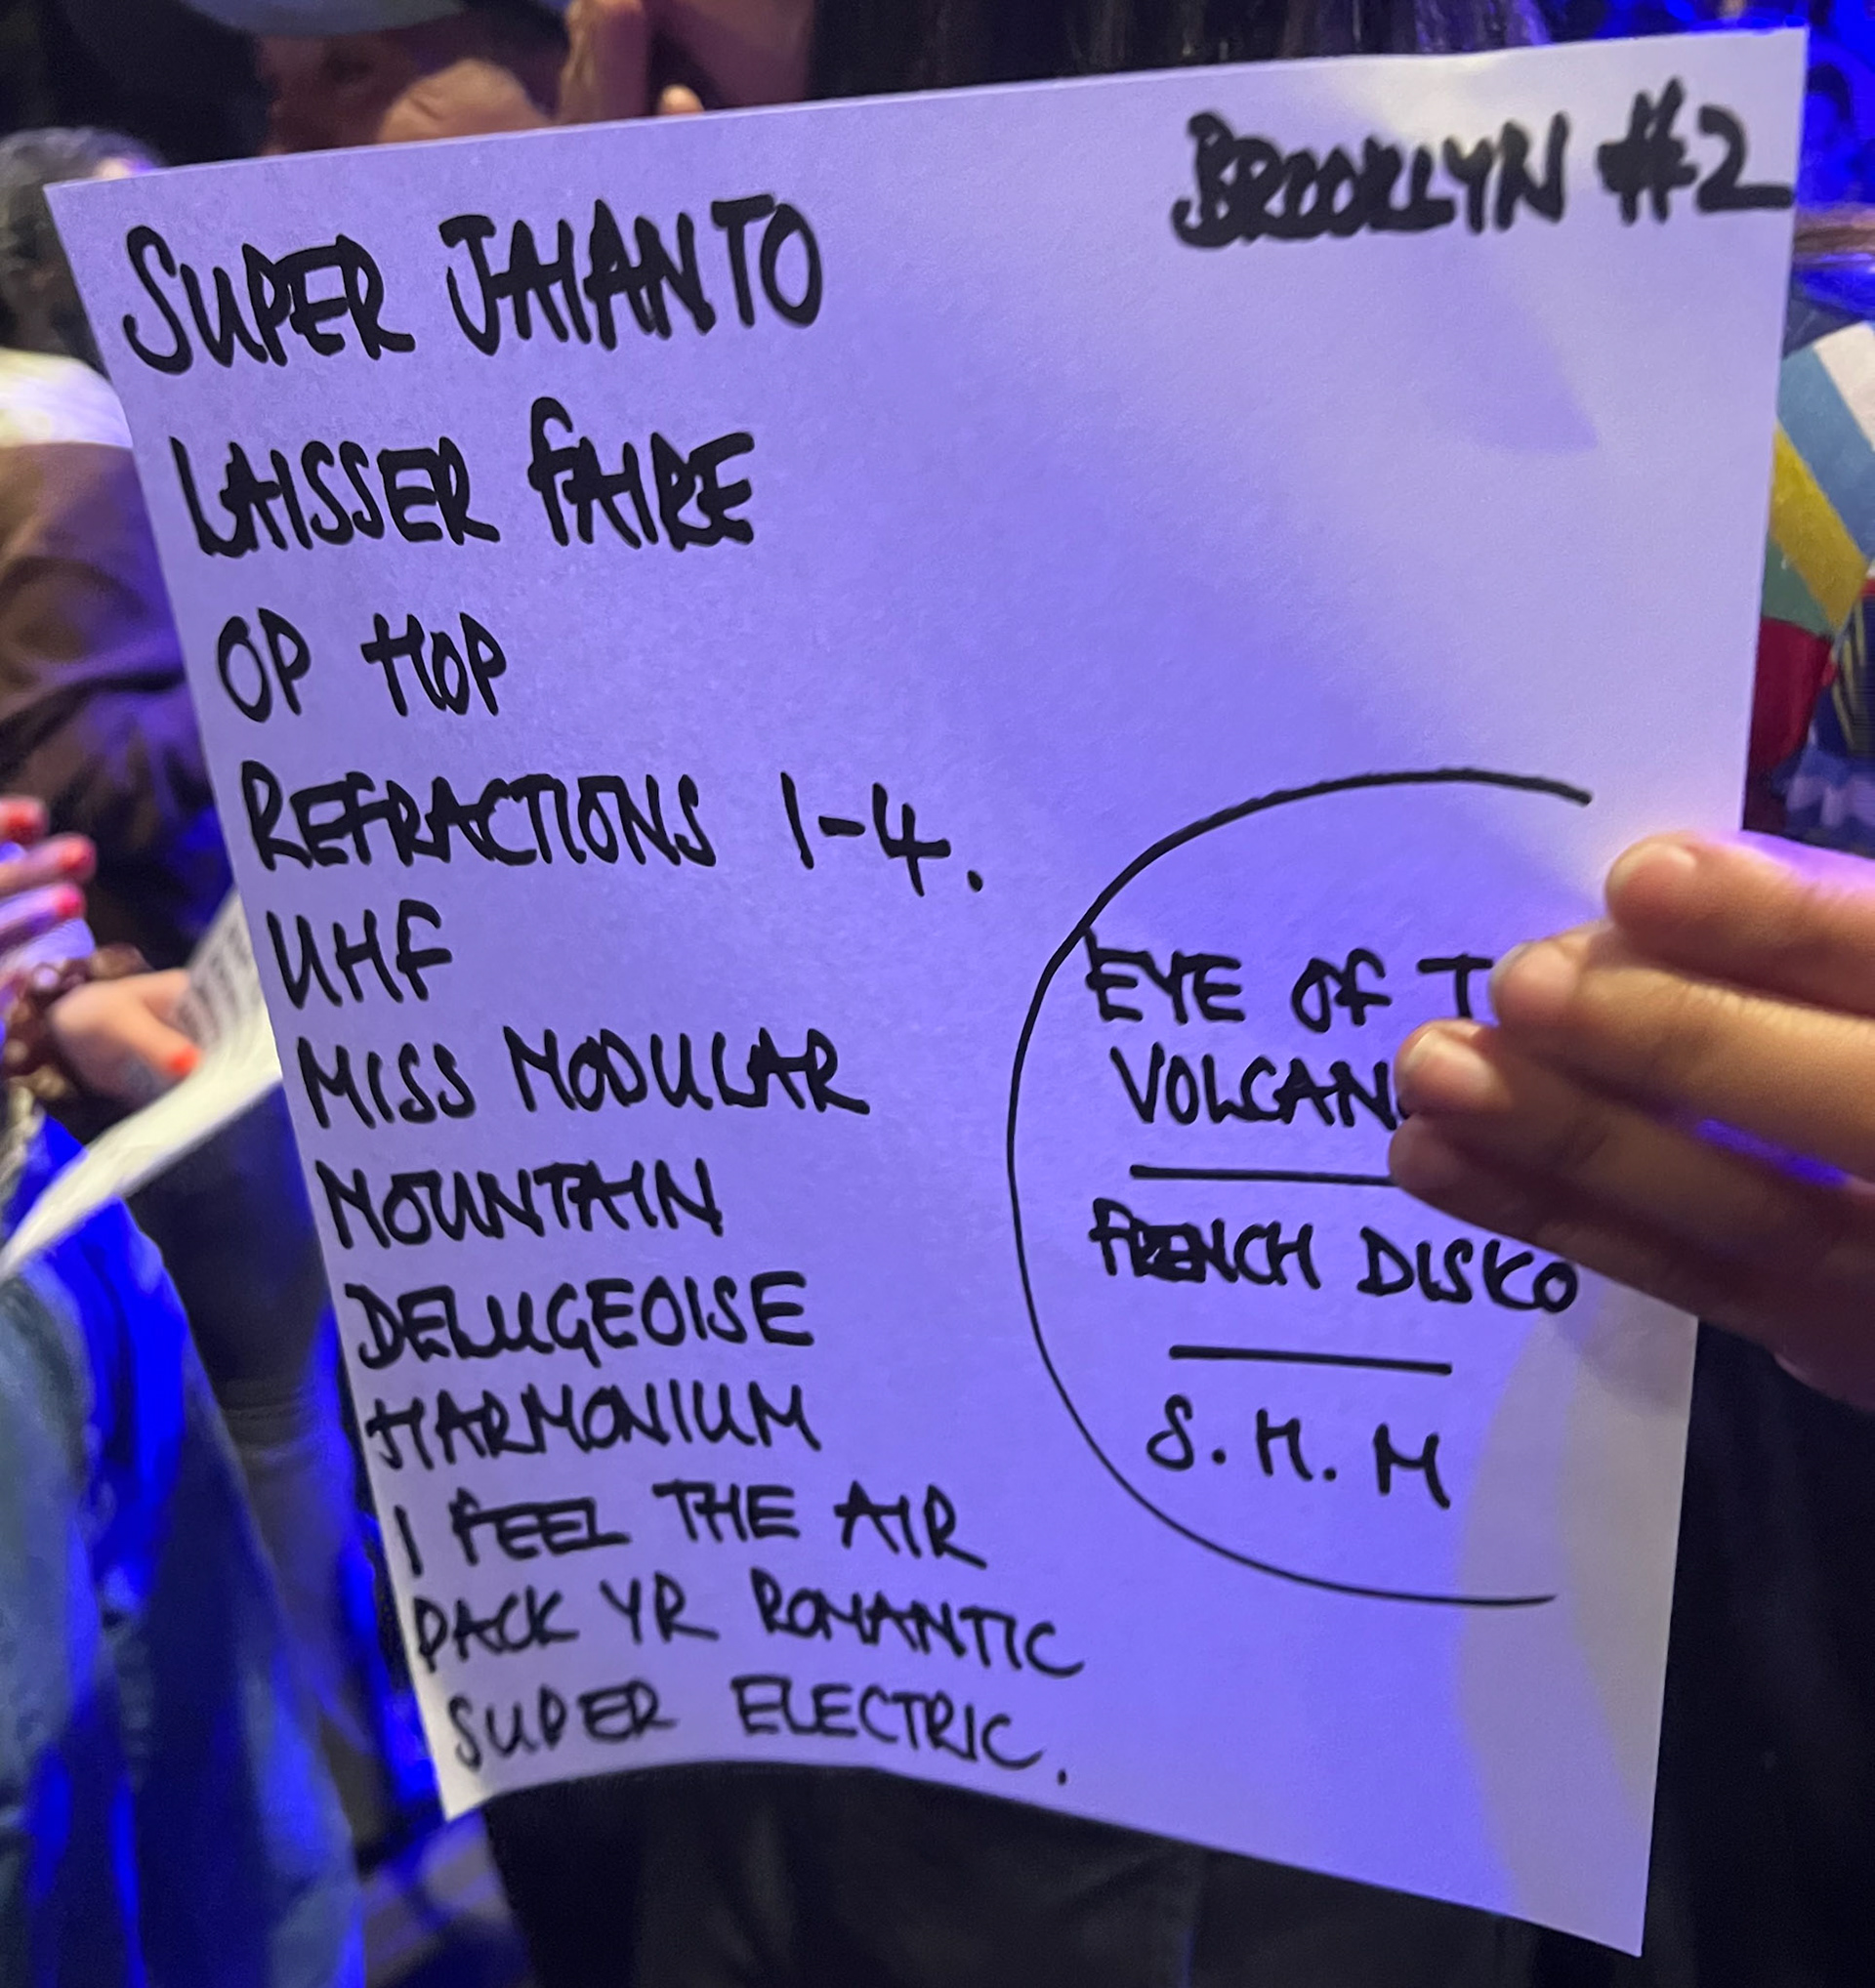 BROOKLYN #2
SUPER JAIANTO
LAISSER FAIRE
OP HOP
REFRACTIONS 1-4.
UHF
MISS MODULAR
MOUNTAIN
DELUGEOISE
HARMONIUM
I FEEL THE AIR
PACK YR ROMANTIC
SUPER ELECTRIC.
EYE OF T
VOLCAN
FRENCH DISKO
S.H.M